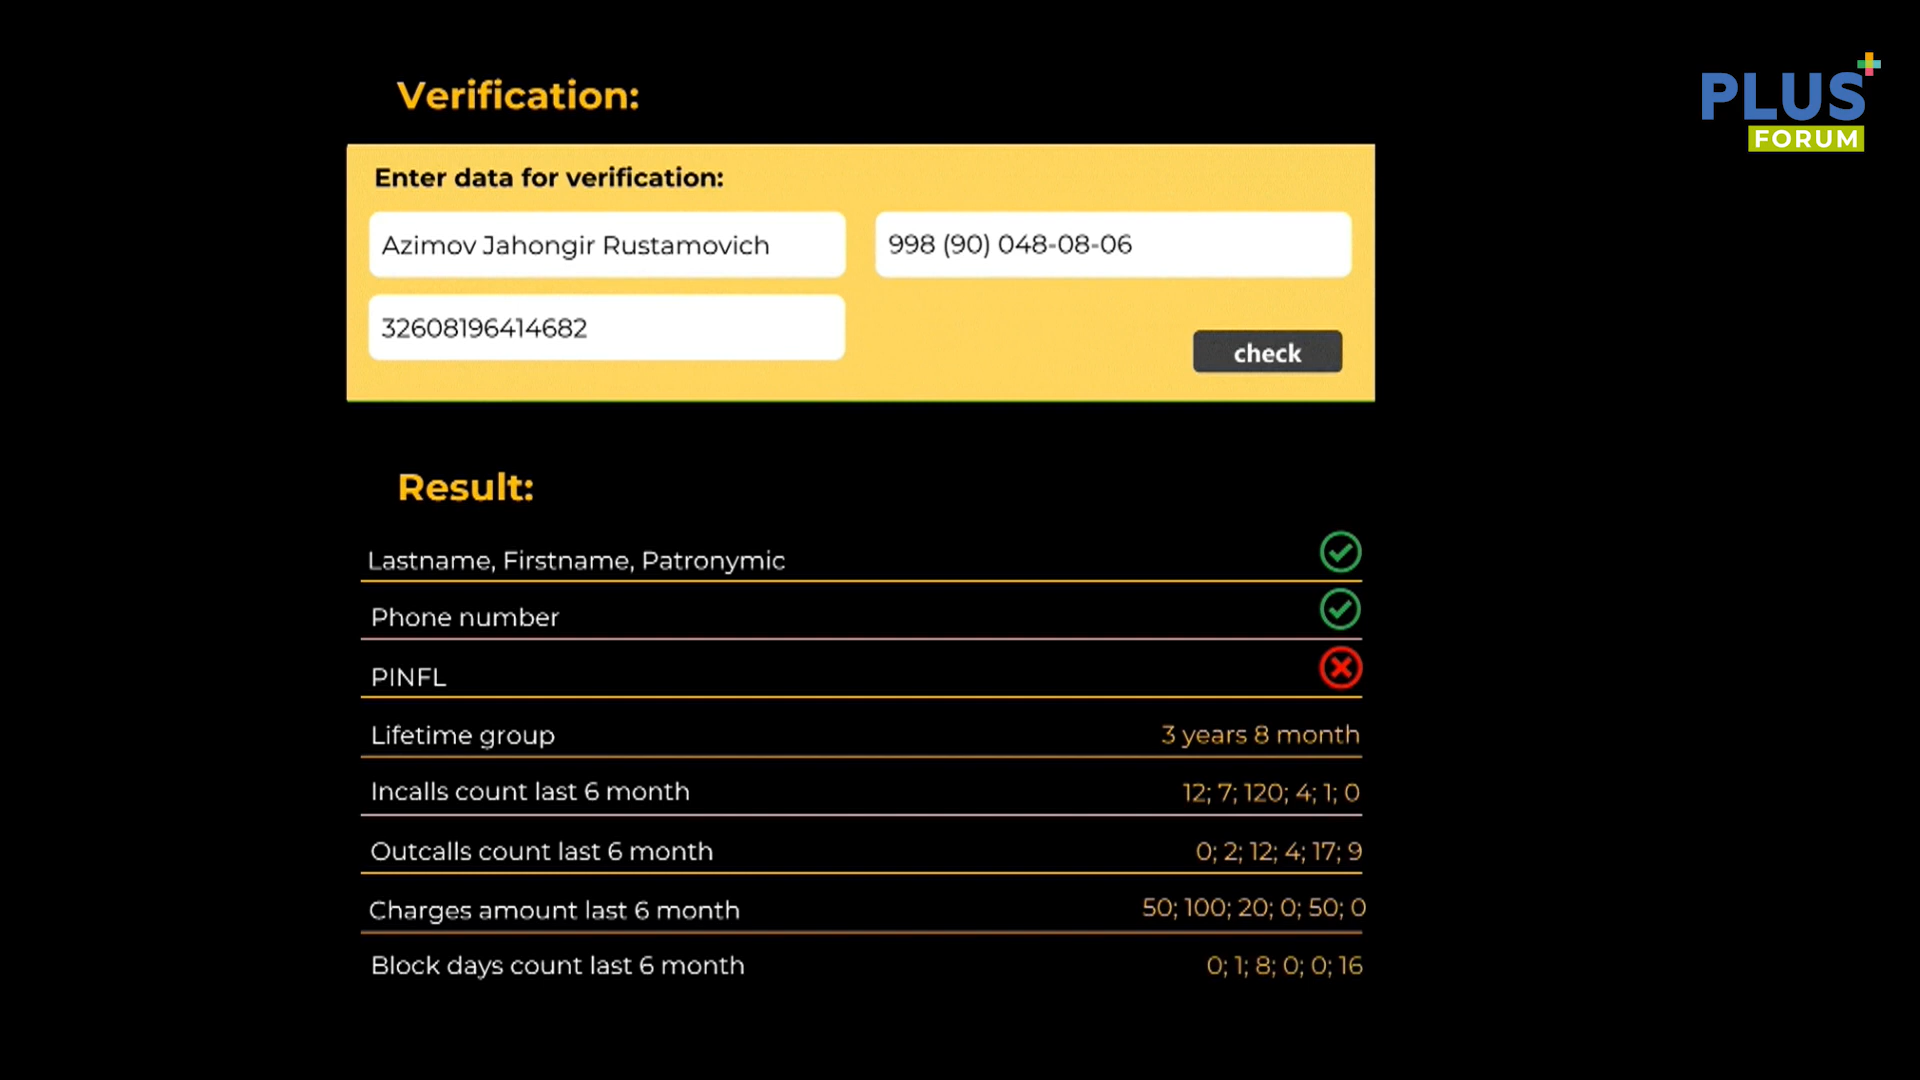 PLUS
FORUM
Verification:
Enter data for verification:
Azimov Jahongir Rustamovich
998 (90) 048-08-06
32608196414682
check
Result:
Lastname, Firstname, Patronymic
Phone number
PINFL
Lifetime group 3 years 8 month
Incalls count last 6 month 12; 7; 120; 4; 1; 0
Outcalls count last 6 month 0; 2; 12; 4; 17; 9
Charges amount last 6 month 50; 100; 20; 0; 50; 0
Block days count last 6 month 0; 1; 8; 0; 0; 16